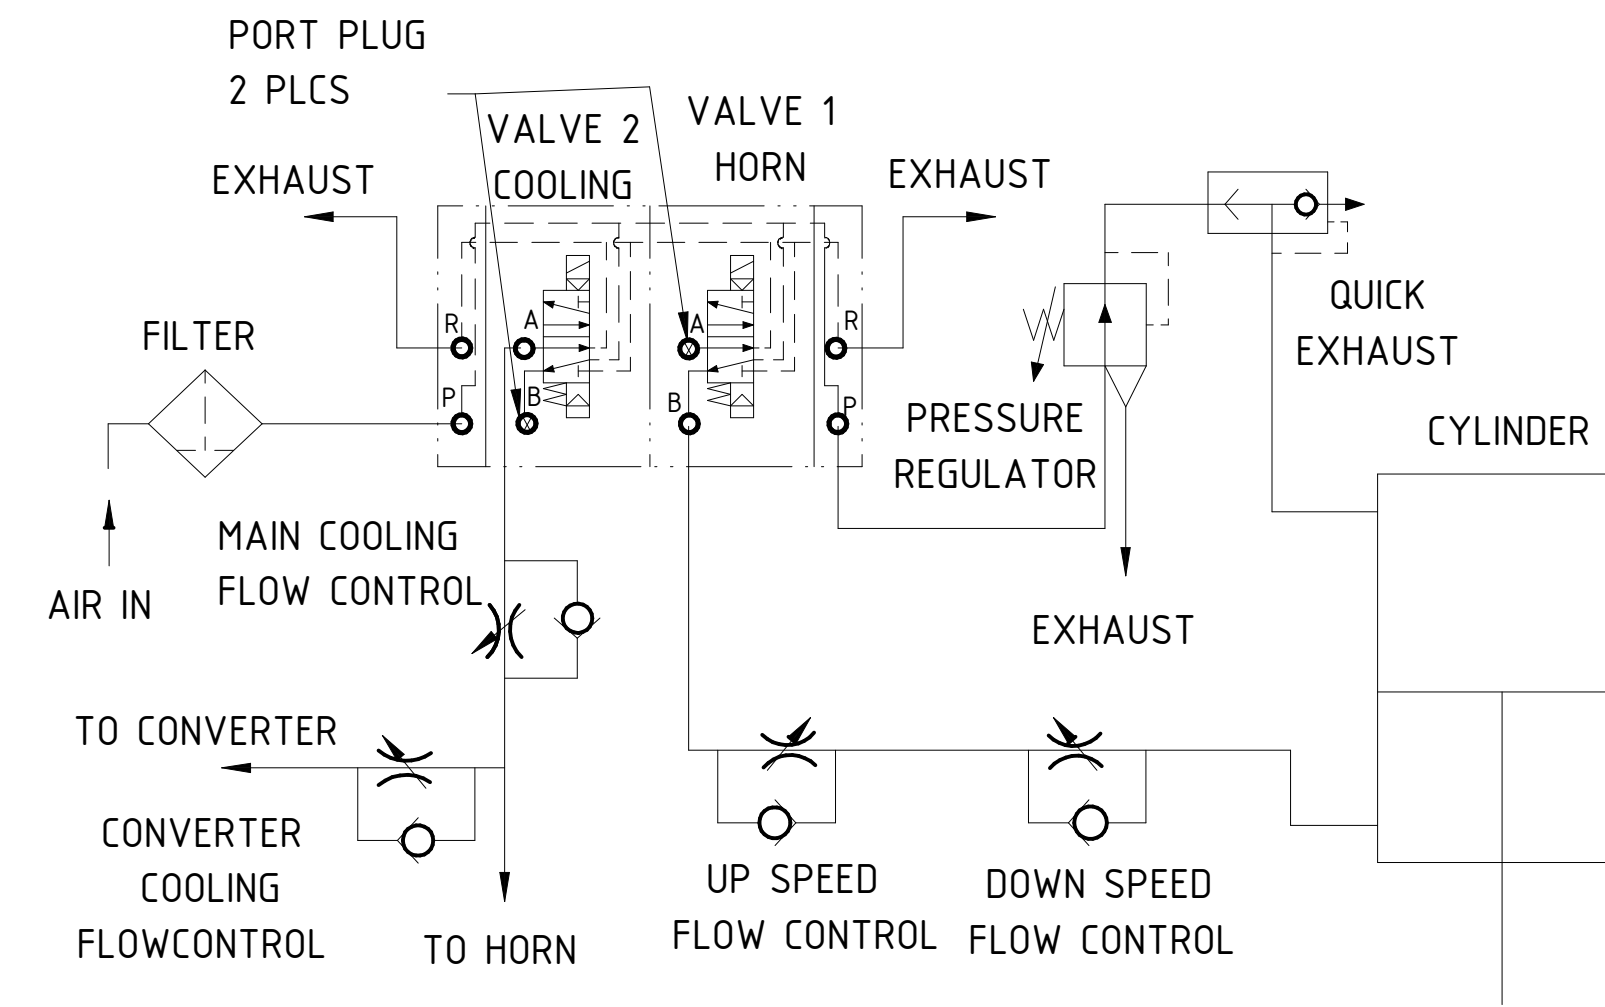 PORT PLUG
2 PLCS
VALVE 2
COOLING
VALVE 1
HORN
EXHAUST
EXHAUST
QUICK
EXHAUST
FILTER
R
A
A
R
P
B
B
P
PRESSURE
REGULATOR
CYLINDER
MAIN COOLING
FLOW CONTROL
AIR IN
EXHAUST
TO CONVERTER
CONVERTER
COOLING
FLOWCONTROL
TO HORN
UP SPEED
FLOW CONTROL
DOWN SPEED
FLOW CONTROL